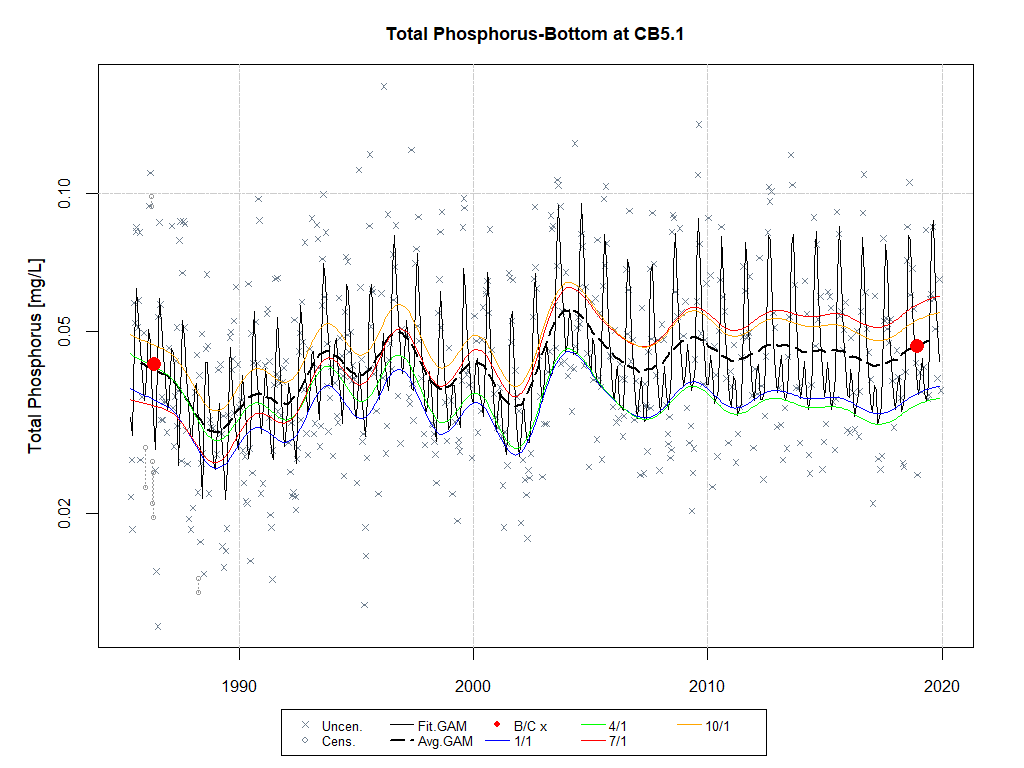 Total Phosphorus-Bottom at CB5.1
Total Phosphorus [mg/L]
0.10
0.05
0.02
1990 2000 2010 2020
Uncen. Fit.GAM B/C x 4/1 10/1
Cens. Avg.GAM 1/1 7/1